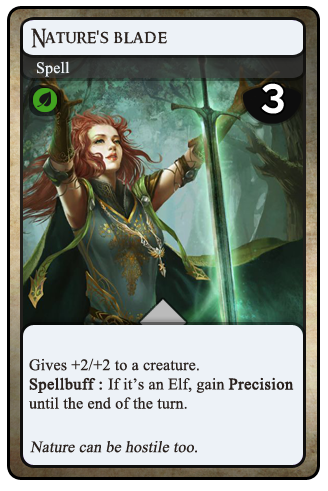 Nature's blade
Spell
3
Gives +2/+2 to a creature.
Spellbuff : If it's an Elf, gain Precision
until the end of the turn.
Nature can be hostile too.